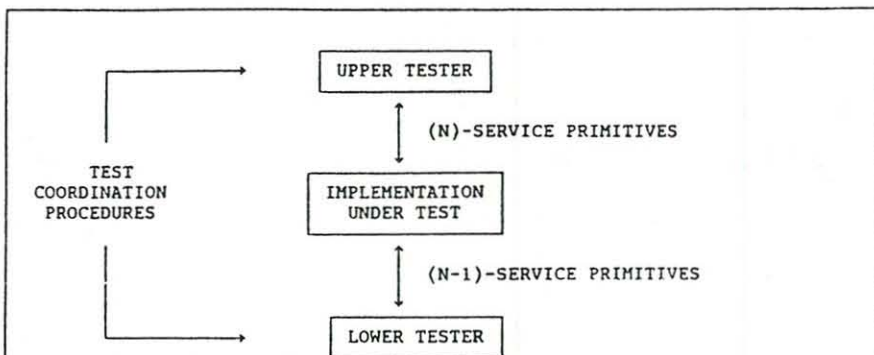 UPPER TESTER
(N)-SERVICE PRIMITIVES
TEST
COORDINATION
PROCEDURES
IMPLEMENTATION
UNDER TEST
(N-1)-SERVICE PRIMITIVES
LOWER TESTER